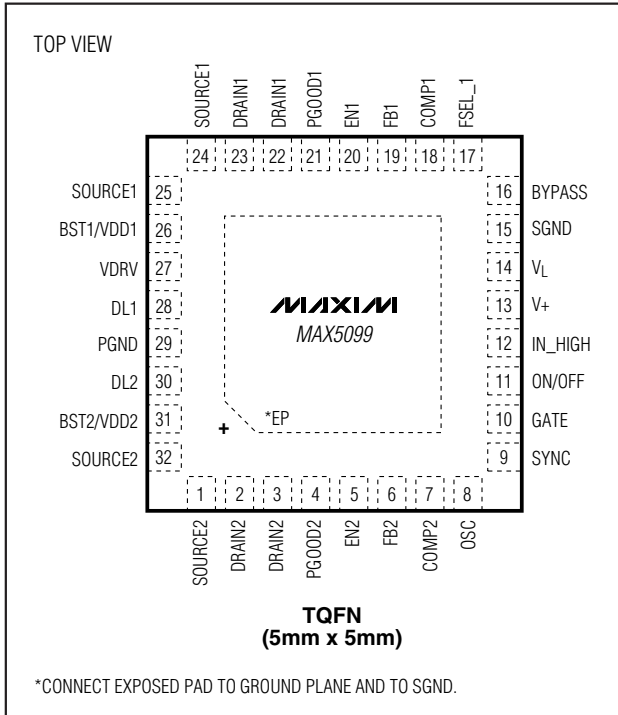 TOP VIEW
SOURCE1
DRAIN1
DRAIN1
PGOOD1
EN1
FB1
COMP1
FSEL_1
24 23 22 21 20 19 18 17
SOURCE1 25
BST1/VDD1 26
VDRV 27
DL1 28
PGND 29
DL2 30
BST2/VDD2 31
SOURCE2 32
MAXIM
MAX5099
*EP
+
16 BYPASS
15 SGND
14 VL
13 V+
12 IN_HIGH
11 ON/OFF
10 GATE
9 SYNC
1 2 3 4 5 6 7 8
SOURCE2
DRAIN2
DRAIN2
PGOOD2
EN2
FB2
COMP2
OSC
TQFN
(5mm x 5mm)
*CONNECT EXPOSED PAD TO GROUND PLANE AND TO SGND.